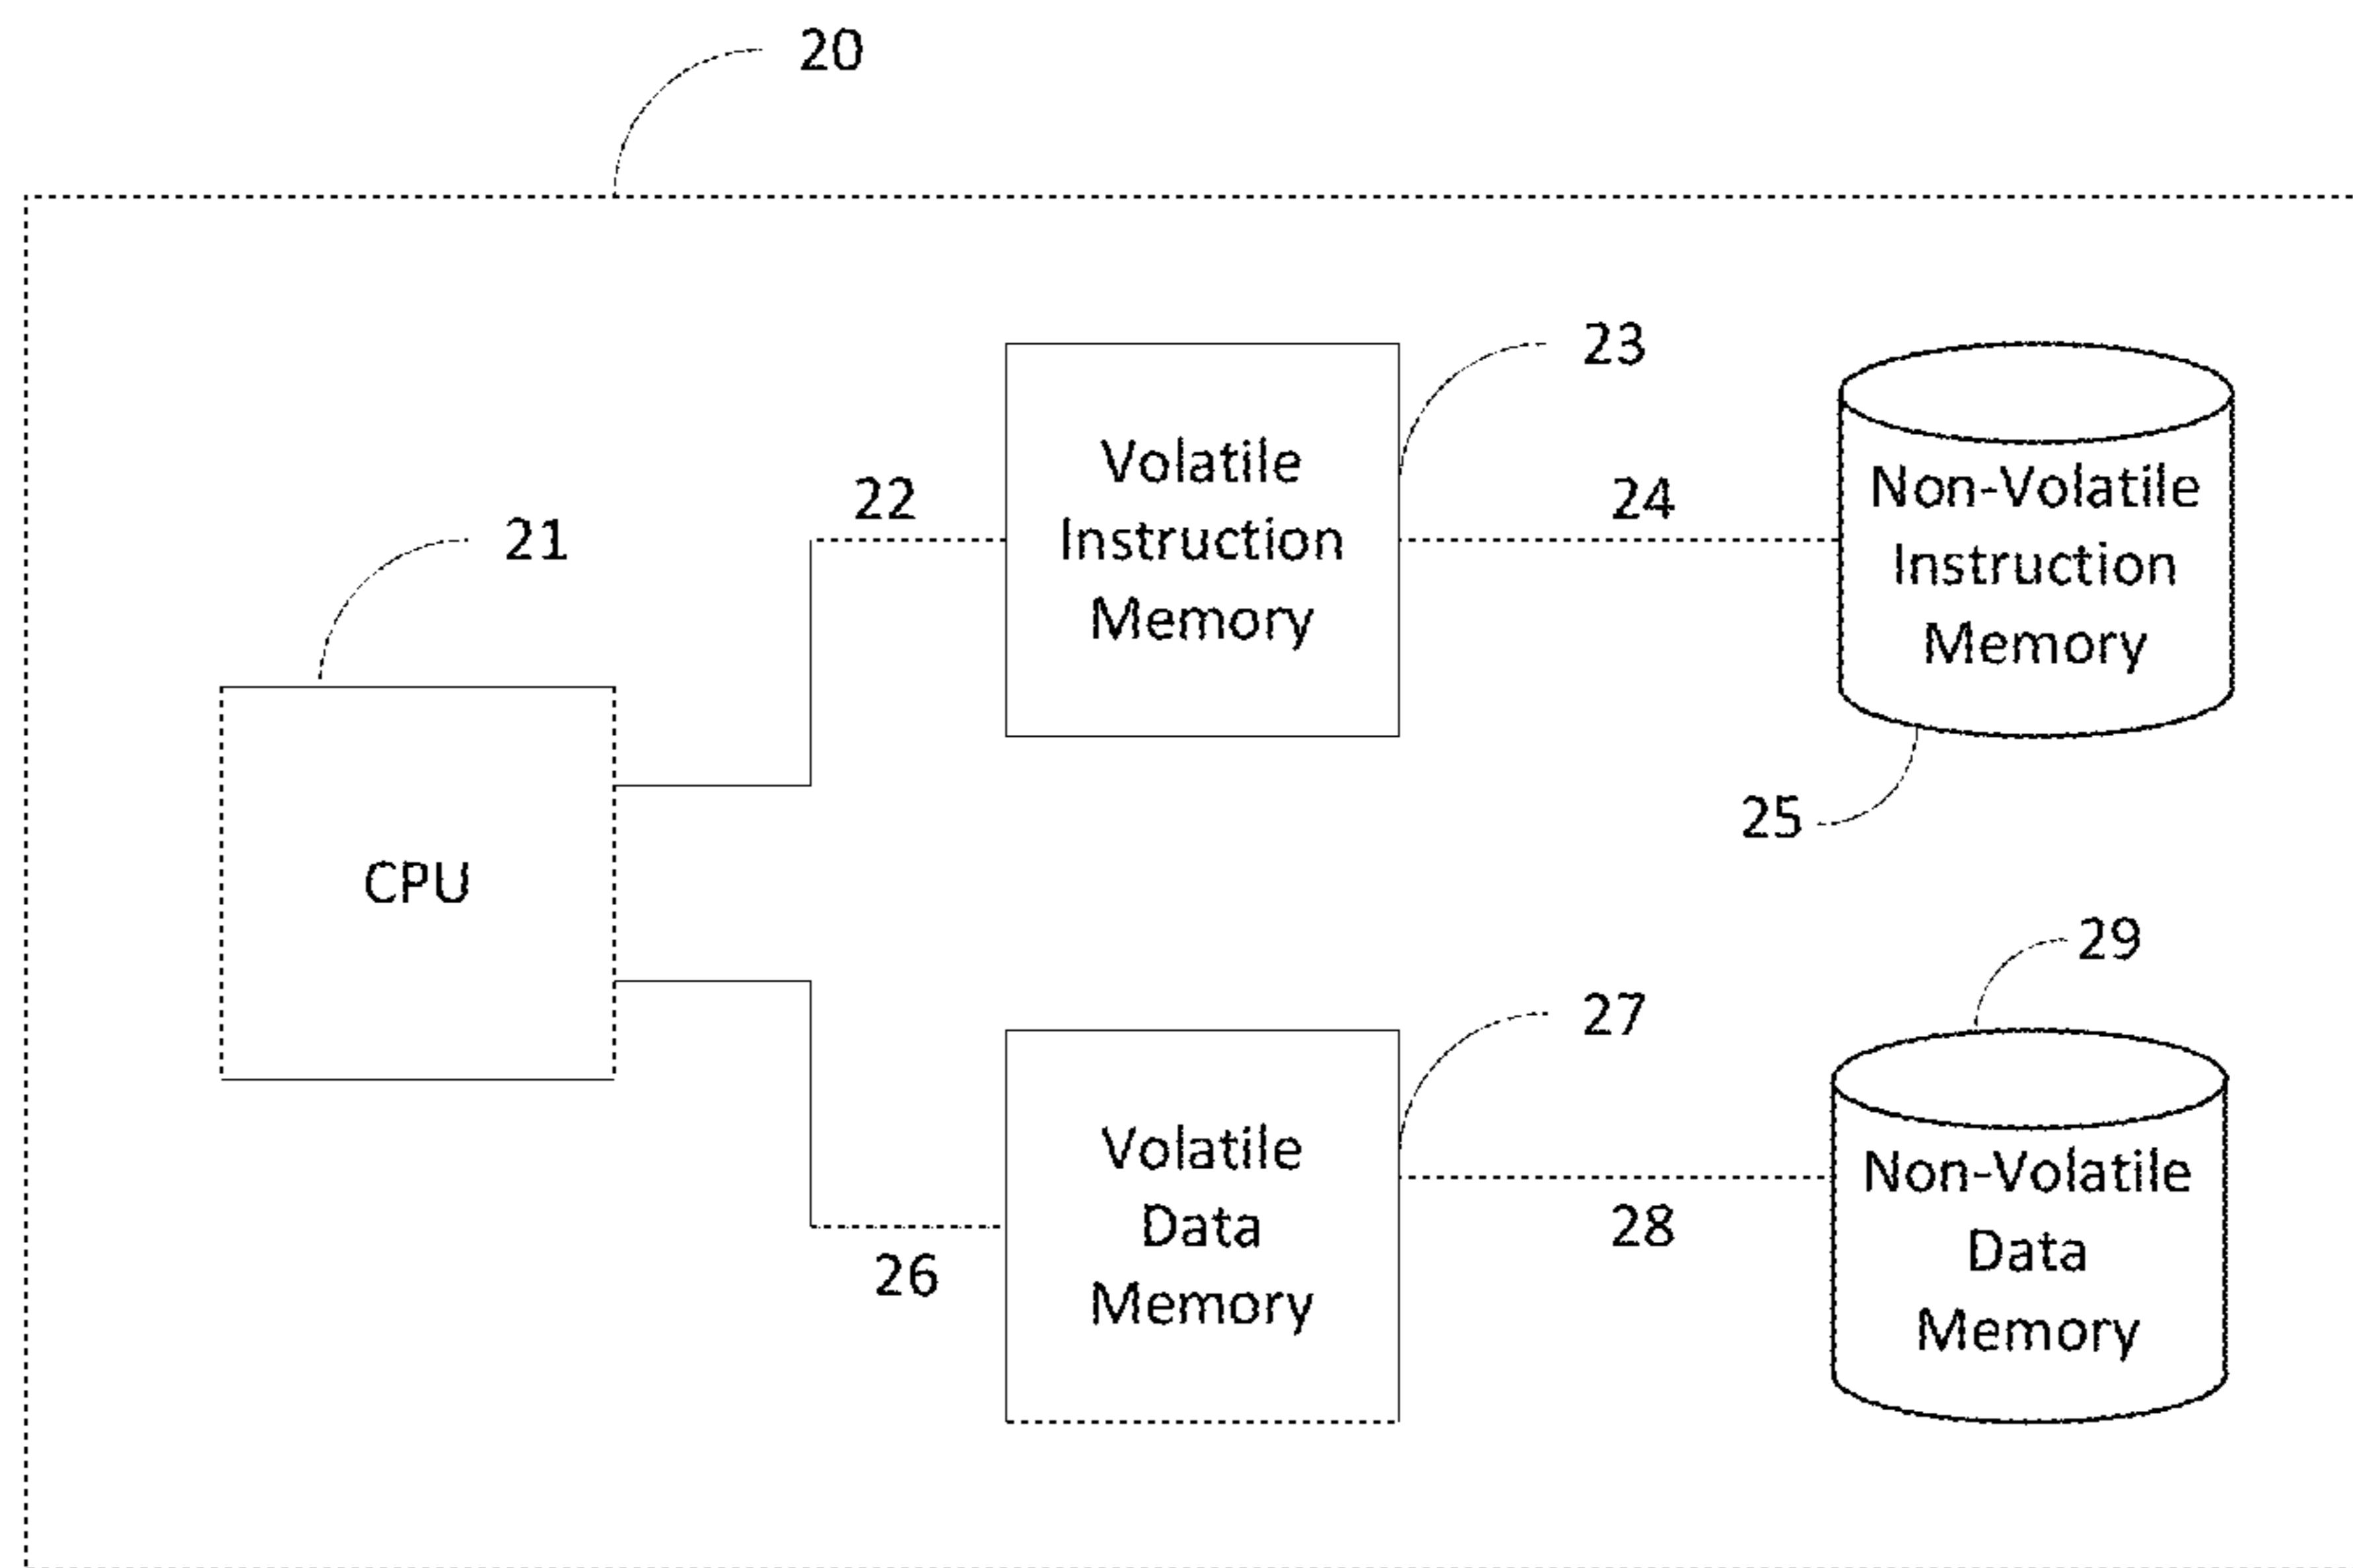 20
23
Volatile
Instruction
Memory
22
24
Non-Volatile
Instruction
Memory
21
25
CPU
29
27
Volatile
Data
Memory
26
28
Non-Volatile
Data
Memory